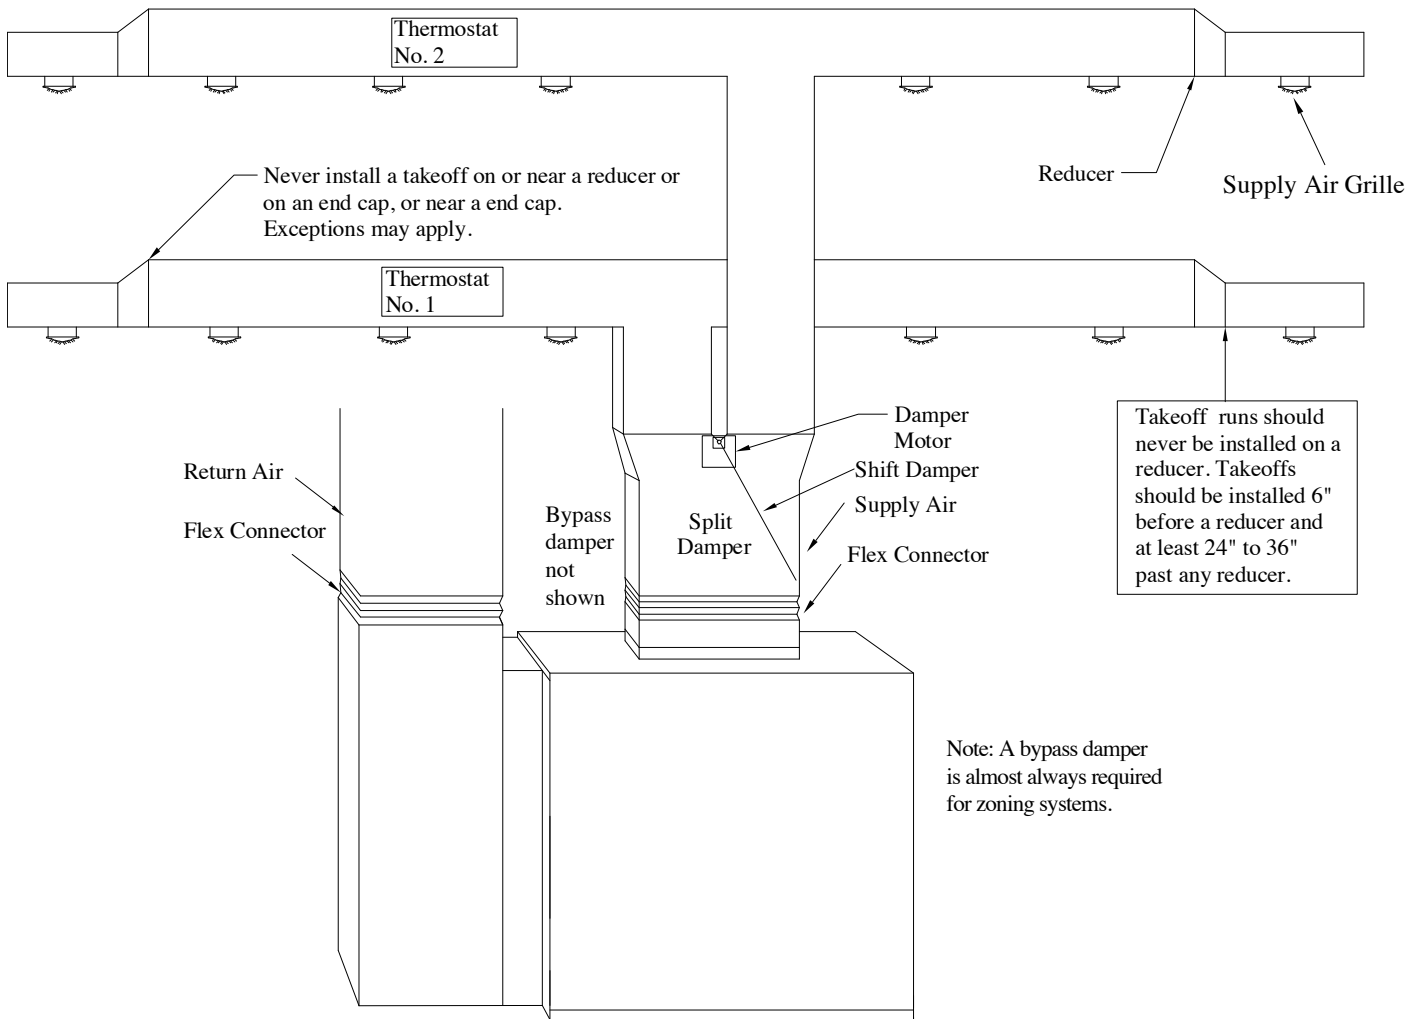 Thermostat
No. 2
Never install a takeoff on or near a reducer or
on an end cap, or near a end cap.
Exceptions may apply.
Reducer
Supply Air Grille
Thermostat
No. 1
Return Air
Flex Connector
Bypass
damper
not
shown
Split
Damper
Damper
Motor
Shift Damper
Supply Air
Flex Connector
Takeoff runs should
never be installed on a
reducer. Takeoffs
should be installed 6"
before a reducer and
at least 24" to 36"
past any reducer.
Note: A bypass damper
is almost always required
for zoning systems.